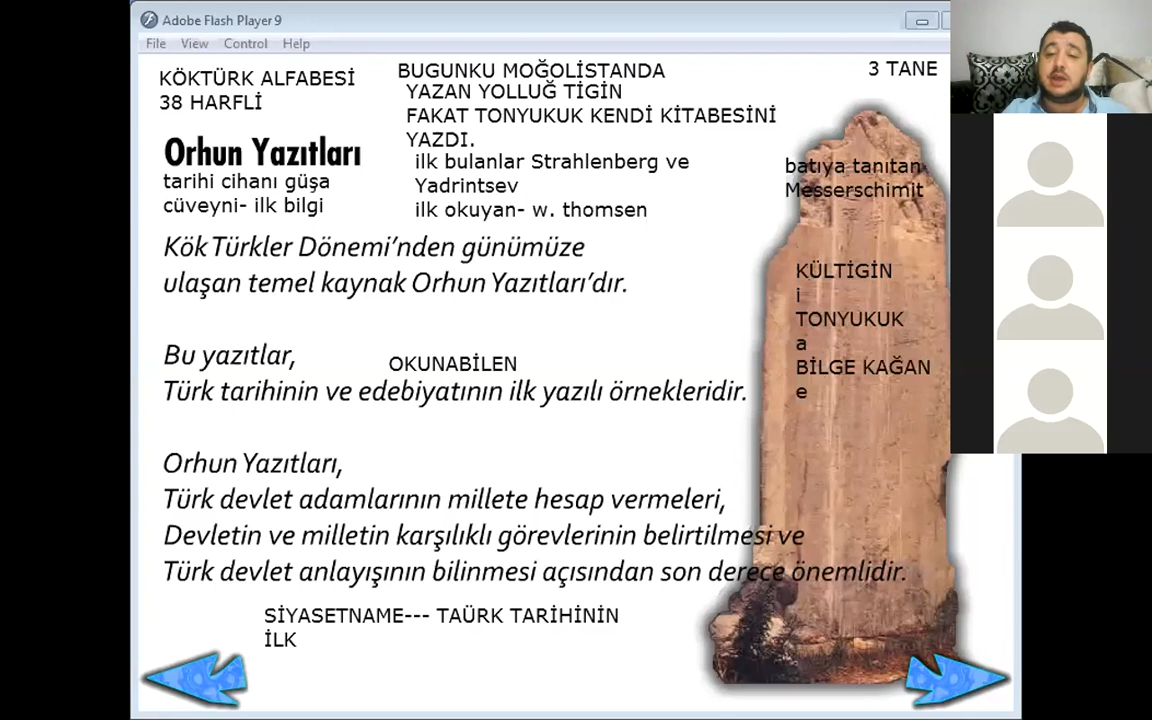 Adobe Flash Player 9
File View Control Help
KÖKTÜRK ALFABESİ
38 HARFLİ
BUGUNKU MOĞOLİSTANDA
YAZAN YOLLUĞ TİGİN
FAKAT TONYUKUK KENDİ KİTABESİNİ
YAZDI.
3 TANE
Orhun Yazıtları
tarihi cihanı güşa
cüveyni- ilk bilgi
ilk bulanlar Strahlenberg ve
Yadrintsev
ilk okuyan- w. thomsen
batıya tanıtan
Messerschimit
Kök Türkler Dönemi'nden günümüze
ulaşan temel kaynak Orhun Yazıtları'dır.
KÜLTİGİN
i
TONYUKUK
a
BİLGE KAĞAN
e
Bu yazıtlar,
OKUNABİLEN
Türk tarihinin ve edebiyatının ilk yazılı örnekleridir.
Orhun Yazıtları,
Türk devlet adamlarının millete hesap vermeleri,
Devletin ve milletin karşılıklı görevlerinin belirtilmesi ve
Türk devlet anlayışının bilinmesi açısından son derece önemlidir.
SİYASETNAME--- TAÜRK TARİHİNİN
İLK